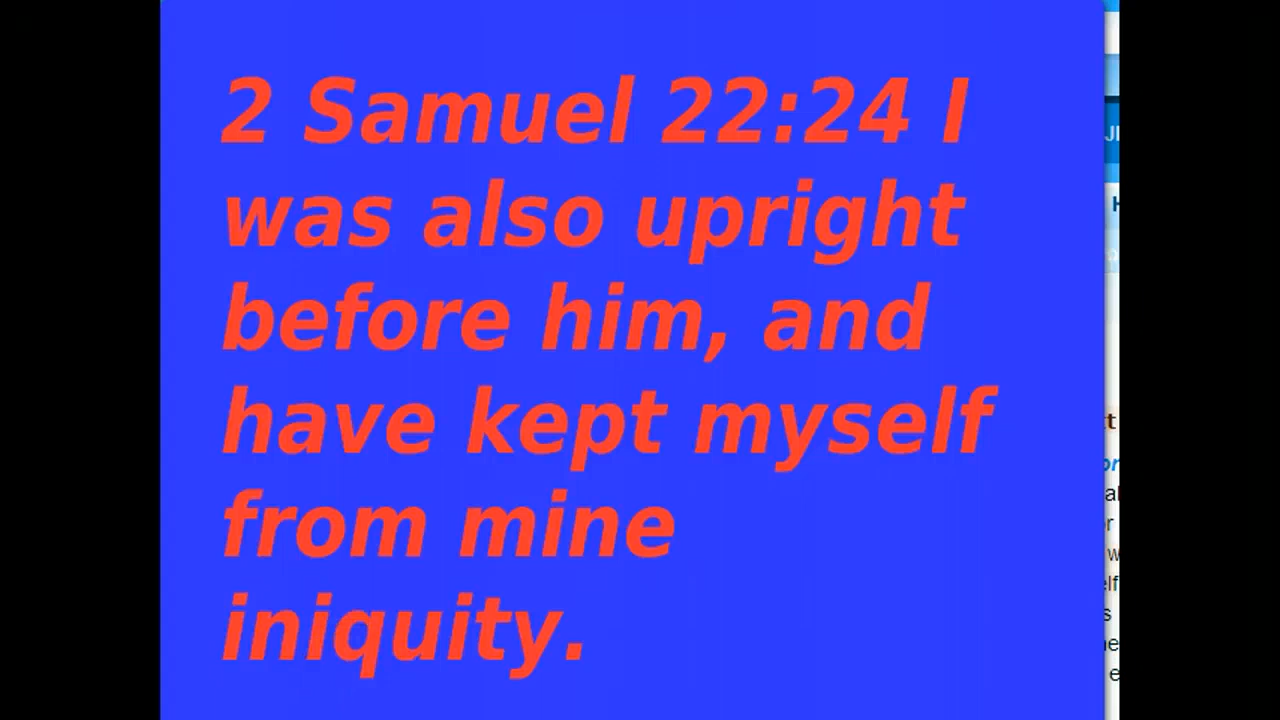 2 Samuel 22:24 I
was also upright
before him, and
have kept myself
from mine
iniquity.